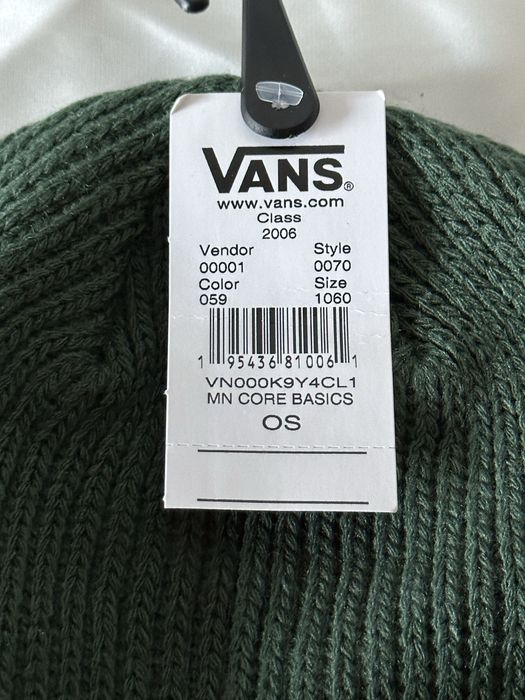 VANS®
www.vans.com
Class
2006
Vendor Style
00001 0070
Color Size
059 1060
1 95436 81006 1
VN000K9Y4CL1
MN CORE BASICS
OS